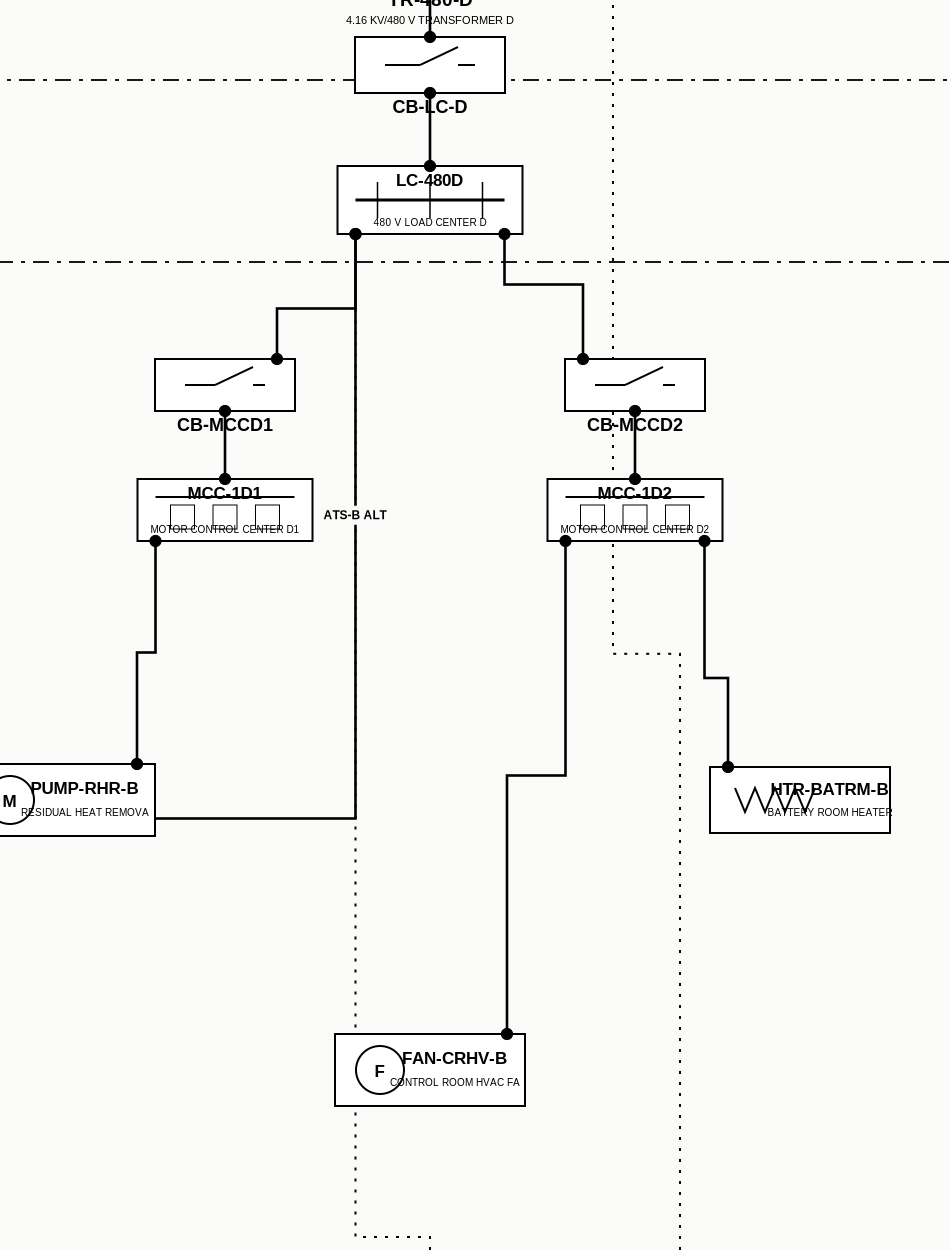 TR-480-D
4.16 KV/480 V TRANSFORMER D
CB-LC-D
LC-480D
480 V LOAD CENTER D
CB-MCCD1
CB-MCCD2
MCC-1D1
MOTOR CONTROL CENTER D1
ATS-B ALT
MCC-1D2
MOTOR CONTROL CENTER D2
M
PUMP-RHR-B
RESIDUAL HEAT REMOVA
HTR-BATRM-B
BATTERY ROOM HEATER
F
FAN-CRHV-B
CONTROL ROOM HVAC FA